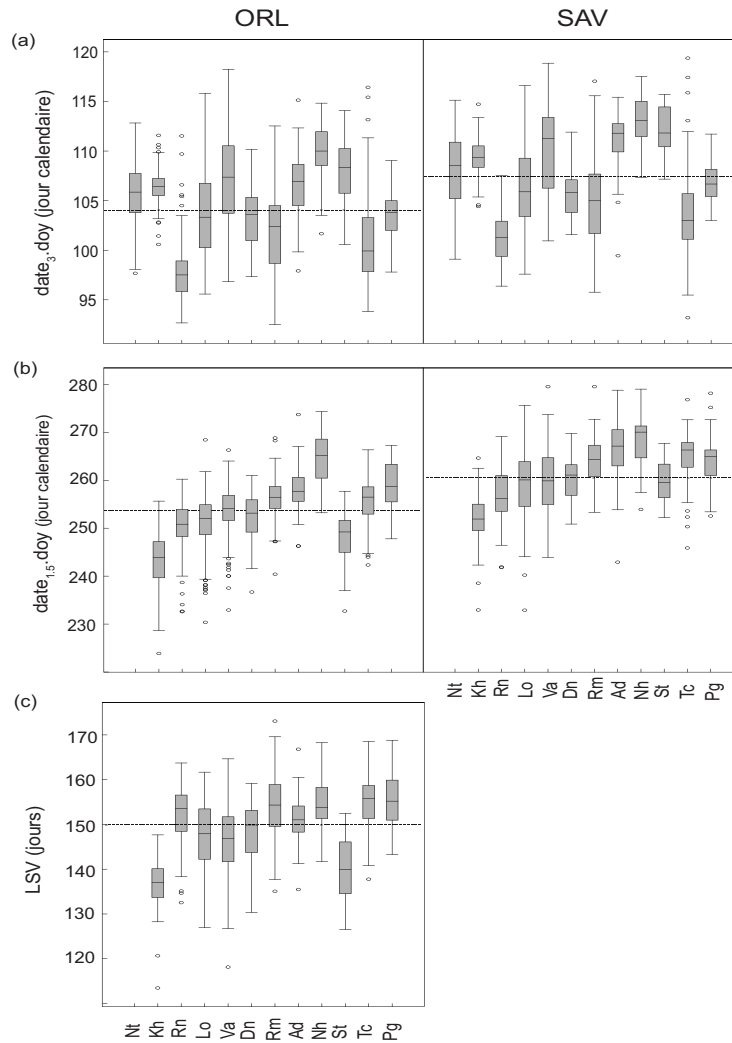 ORL SAV
(a)
date3.doy (jour calendaire)
120
115
110
105
100
95
(b)
date1.5.doy (jour calendaire)
280
270
260
250
240
230
Nt Kh Rn Lo Va Dn Rm Ad Nh St Tc Pg
(c)
LSV (jours)
170
160
150
140
130
120
Nt Kh Rn Lo Va Dn Rm Ad Nh St Tc Pg